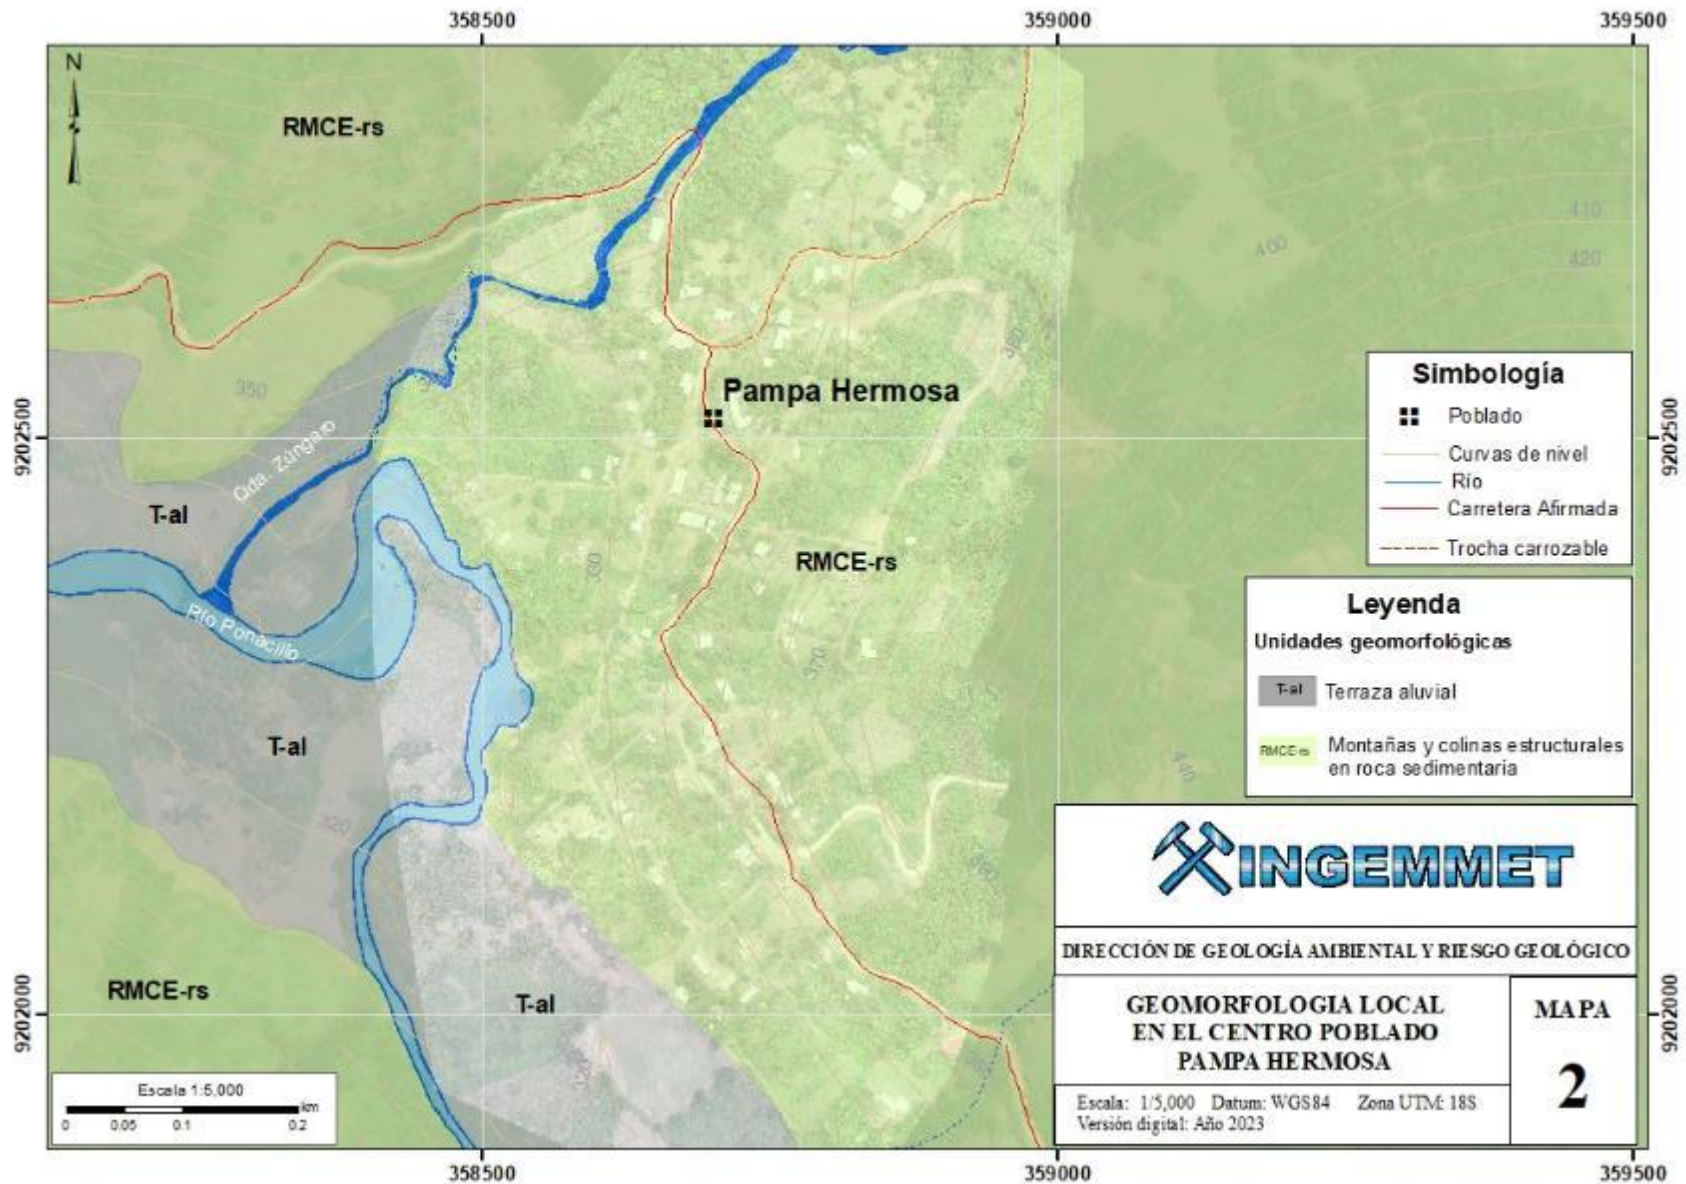 358500
359000
359500
N
RMCE-rs
410
400
420
380
350
Pampa Hermosa
9202500
9202500
Qda. Zúngaro
T-al
RMCE-rs
Río Ponacillo
370
T-al
440
320
RMCE-rs
T-al
9202000
9202000
Simbología
Poblado
Curvas de nivel
Río
Carretera Afirmada
Trocha carrozable
Leyenda
Unidades geomorfológicas
T-al Terraza aluvial
RMCE-rs Montañas y colinas estructurales
en roca sedimentaria
INGEMMET
DIRECCIÓN DE GEOLOGÍA AMBIENTAL Y RIESGO GEOLÓGICO
GEOMORFOLOGIA LOCAL
EN EL CENTRO POBLADO
PAMPA HERMOSA
MAPA
2
Escala: 1/5,000 Datum: WGS84 Zona UTM: 18S
Versión digital: Año 2023
Escala 1:5,000
km
0 0.05 0.1 0.2
358500
359000
359500